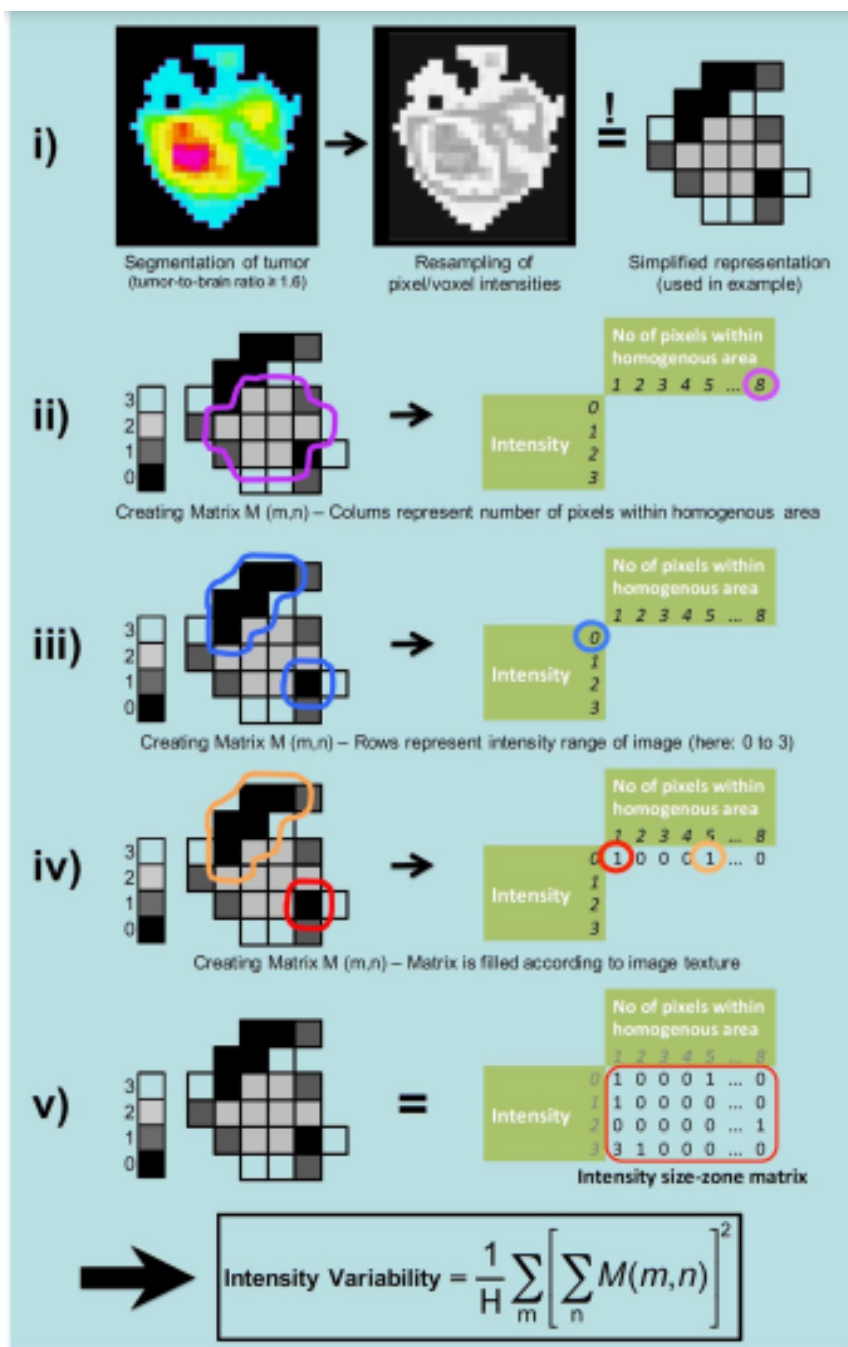 i)
Segmentation of tumor
(tumor-to-brain ratio ≥ 1.6)
Resampling of
pixel/voxel intensities
!
=
Simplified representation
(used in example)
ii)
3
2
1
0
No of pixels within
homogenous area
1 2 3 4 5 ... 8
Intensity
0
1
2
3
Creating Matrix M (m,n) – Colums represent number of pixels within homogenous area
iii)
3
2
1
0
No of pixels within
homogenous area
1 2 3 4 5 ... 8
Intensity
0
1
2
3
Creating Matrix M (m,n) – Rows represent intensity range of image (here: 0 to 3)
iv)
3
2
1
0
No of pixels within
homogenous area
1 2 3 4 5 ... 8
0 1 0 0 0 1 ... 0
Intensity
1
2
3
Creating Matrix M (m,n) – Matrix is filled according to image texture
v)
3
2
1
0
=
No of pixels within
homogenous area
1 2 3 4 5 ... 8
Intensity
0 1 0 0 0 1 ... 0
1 1 0 0 0 0 ... 0
2 0 0 0 0 0 ... 1
3 3 1 0 0 0 ... 0
Intensity size-zone matrix
Intensity Variability = 1/H ∑m [∑n M(m,n)]²